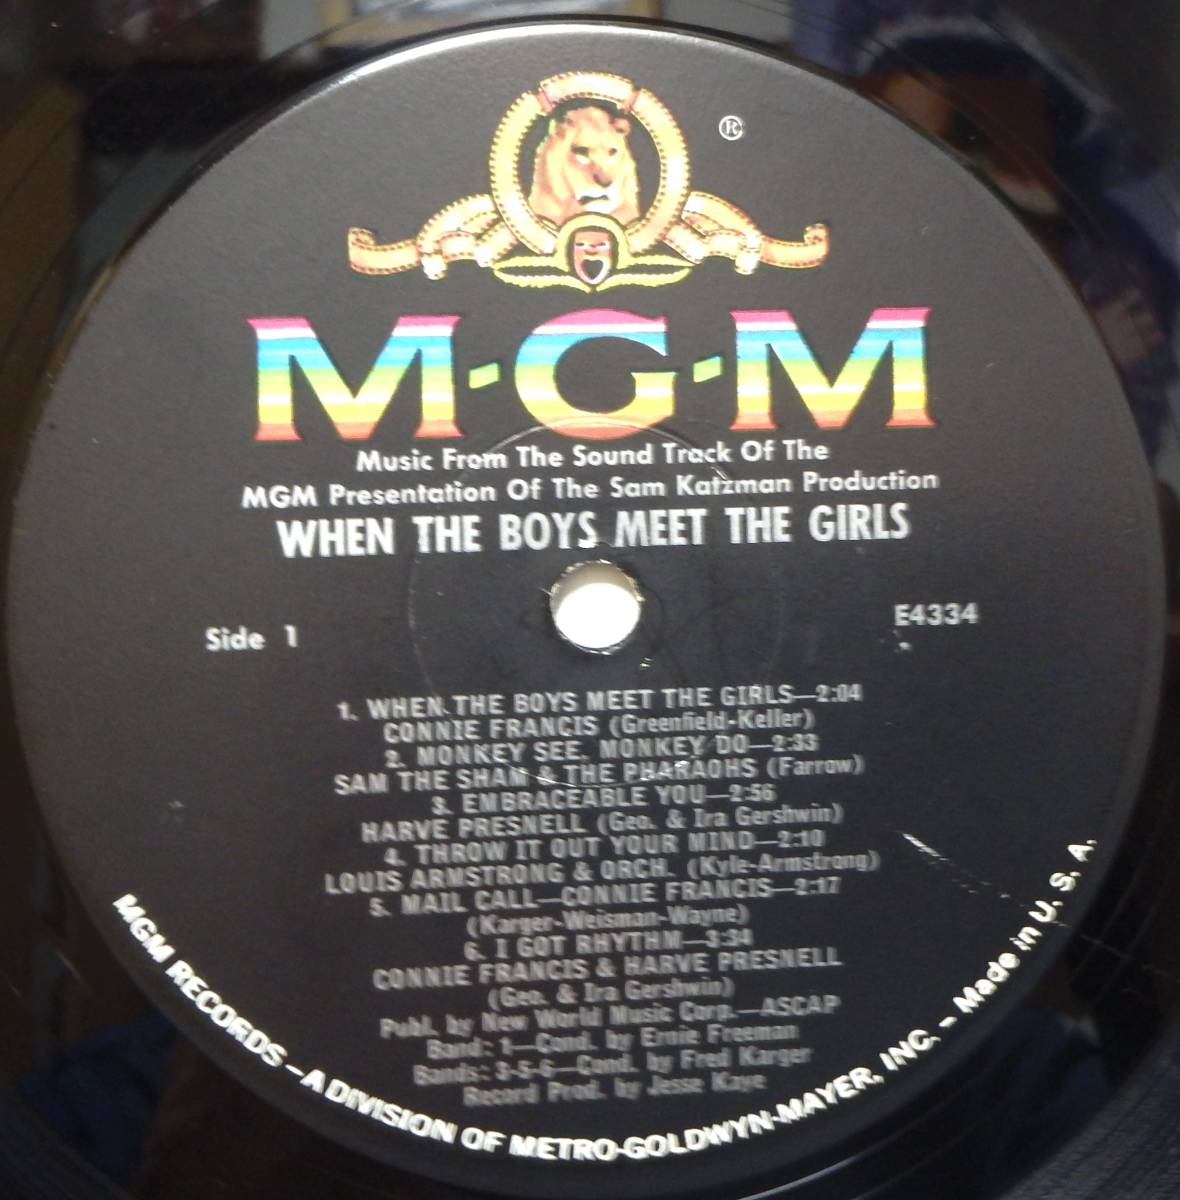 ®
M-G-M
Music From The Sound Track Of The
MGM Presentation Of The Sam Katzman Production
WHEN THE BOYS MEET THE GIRLS
Side 1
E4334
1. WHEN THE BOYS MEET THE GIRLS—2:04
CONNIE FRANCIS (Greenfield-Keller)
2. MONKEY SEE, MONKEY DO—2:33
SAM THE SHAM & THE PHARAOHS (Farrow)
3. EMBRACEABLE YOU—2:56
HARVE PRESNELL (Geo. & Ira Gershwin)
4. THROW IT OUT YOUR MIND—2:10
LOUIS ARMSTRONG & ORCH. (Kyle-Armstrong)
5. MAIL CALL—CONNIE FRANCIS—2:17
(Karger-Weisman-Wayne)
6. I GOT RHYTHM—3:34
CONNIE FRANCIS & HARVE PRESNELL
(Geo. & Ira Gershwin)
Publ. by New World Music Corp.—ASCAP
Band: 1—Cond. by Ernie Freeman
Bands: 3-5-6—Cond. by Fred Karger
Record Prod. by Jesse Kaye
MGM RECORDS – A DIVISION OF METRO-GOLDWYN-MAYER, INC. – Made in U. S. A.